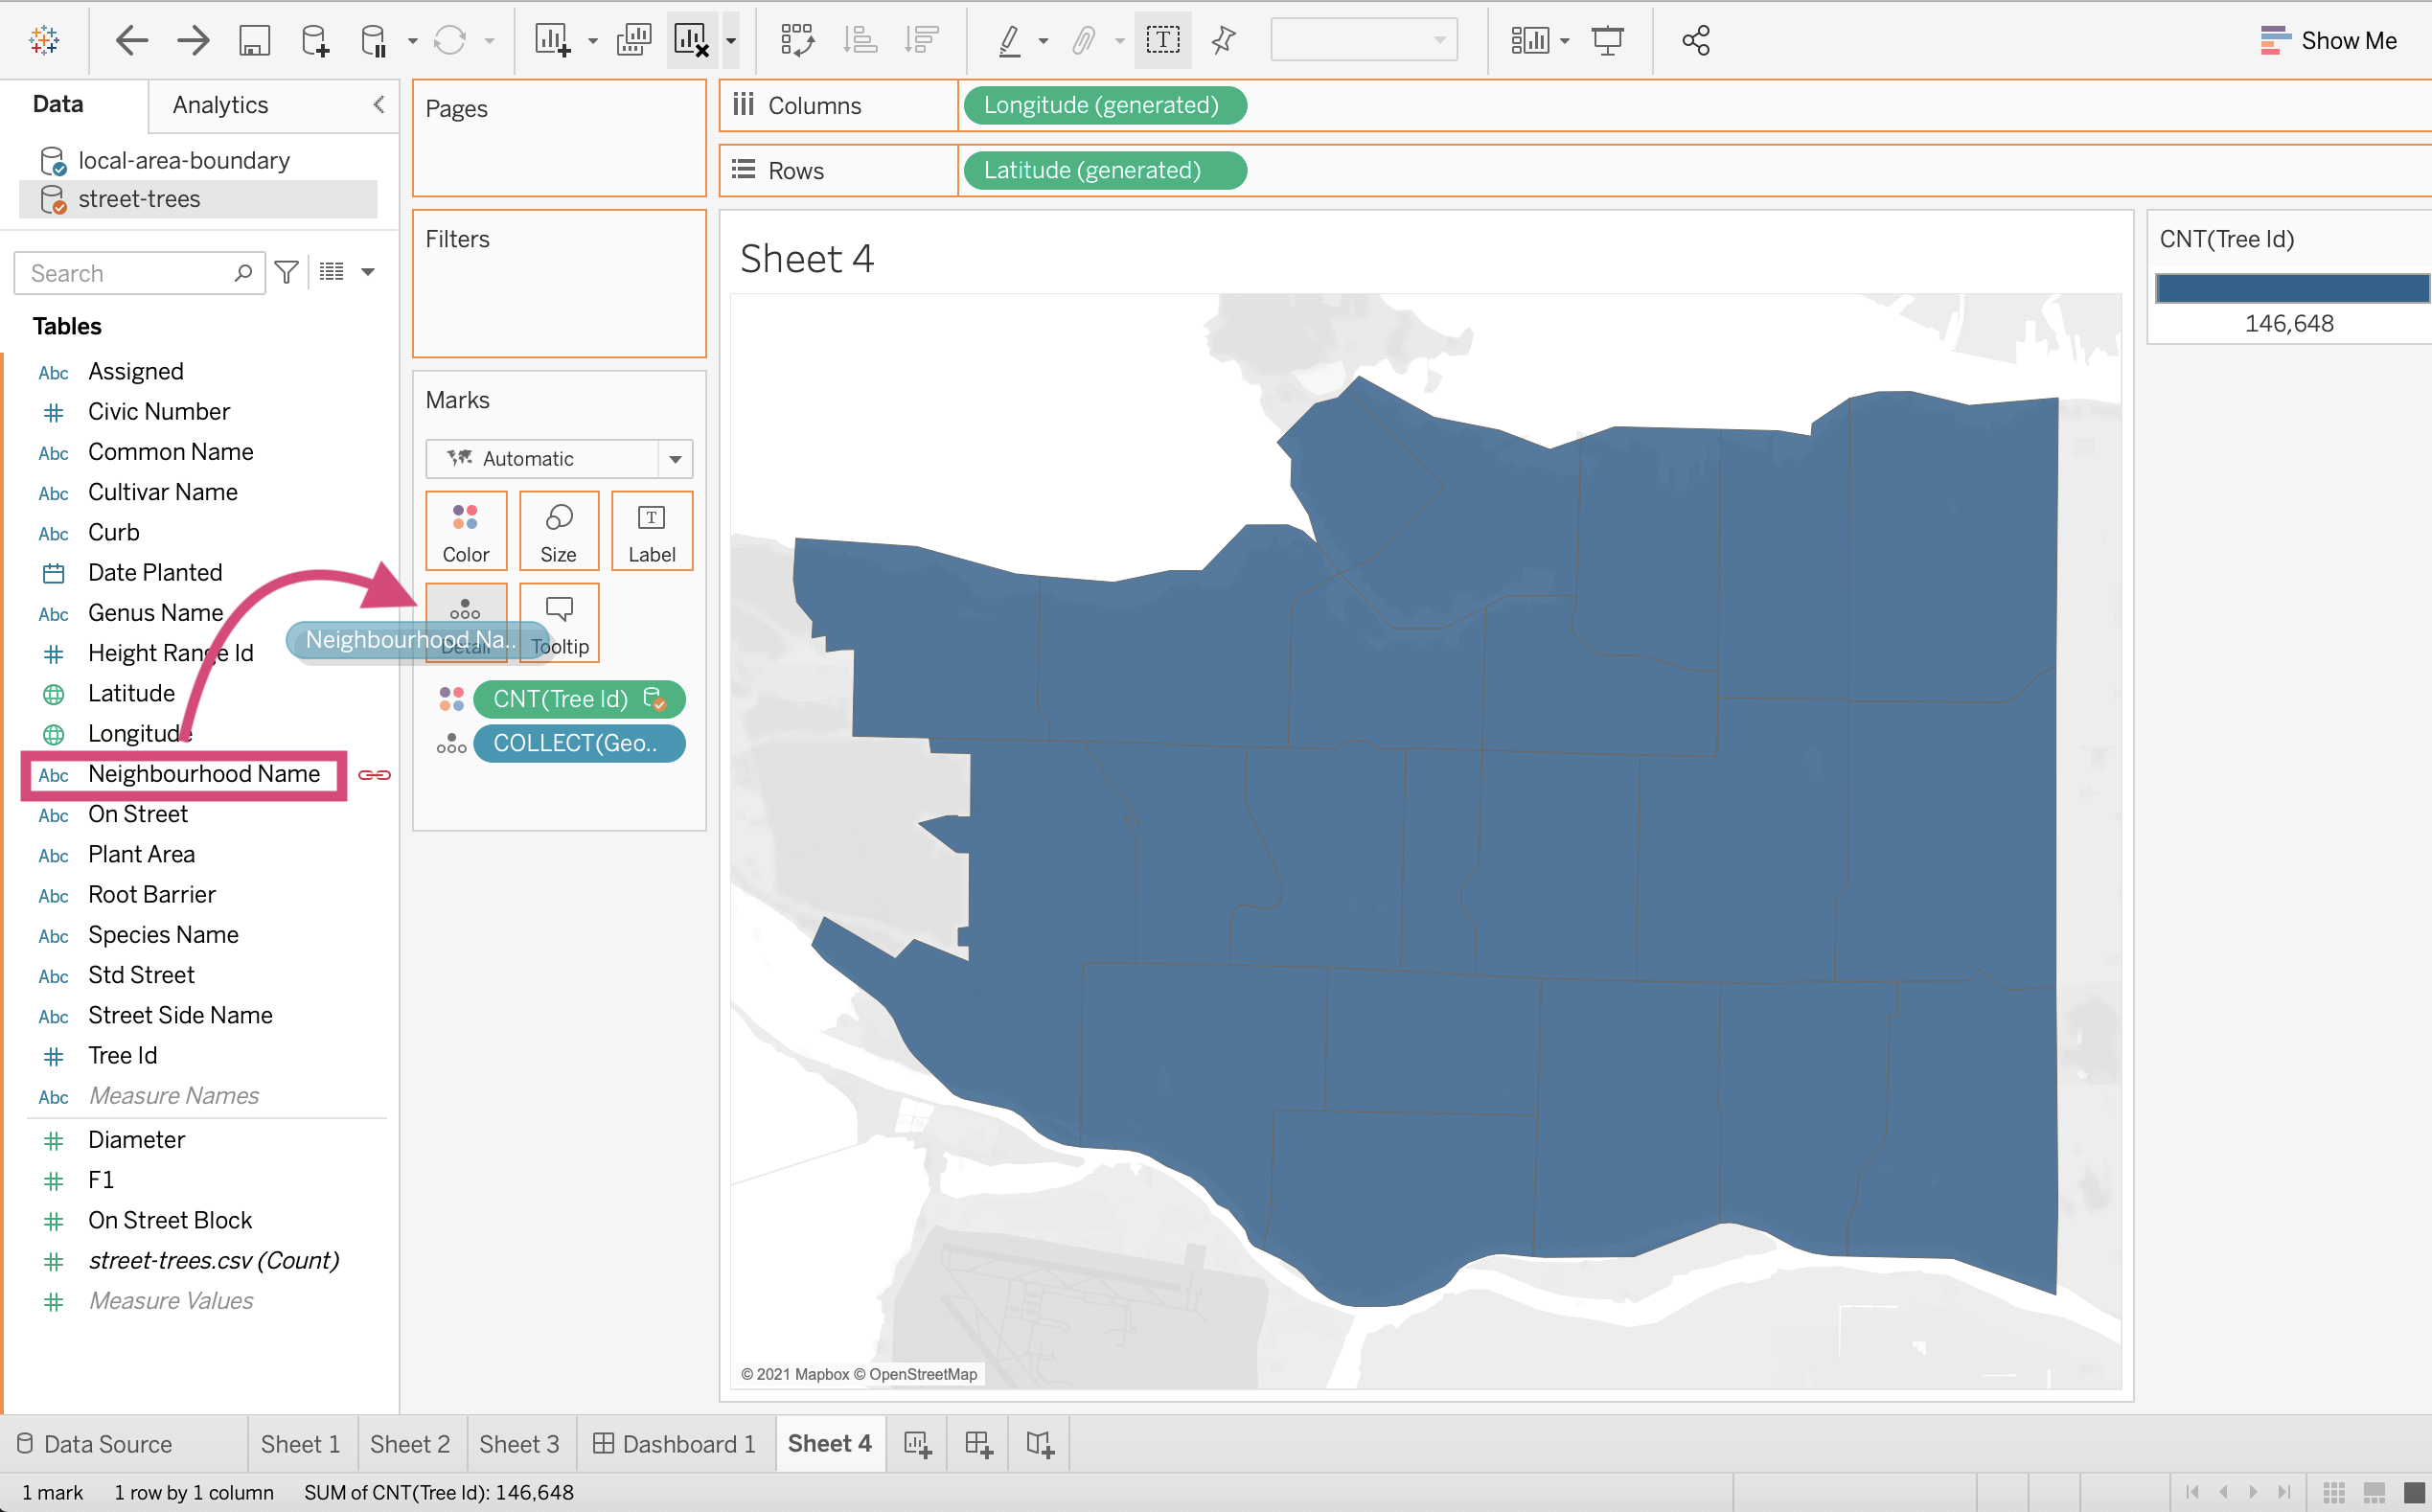 Show Me
Data
Analytics
local-area-boundary
street-trees
Search
Tables
Abc Assigned
Civic Number
Abc Common Name
Abc Cultivar Name
Abc Curb
Date Planted
Abc Genus Name
Height Range Id
Latitude
Longitude
Abc Neighbourhood Name
Abc On Street
Abc Plant Area
Abc Root Barrier
Abc Species Name
Abc Std Street
Abc Street Side Name
Tree Id
Abc Measure Names
Diameter
F1
On Street Block
street-trees.csv (Count)
Measure Values
Pages
Filters
Marks
Automatic
Color
Size
T
Label
Detail
Tooltip
Neighbourhood Na..
CNT(Tree Id)
COLLECT(Geo..
Columns
Longitude (generated)
Rows
Latitude (generated)
Sheet 4
© 2021 Mapbox © OpenStreetMap
CNT(Tree Id)
146,648
Data Source
Sheet 1
Sheet 2
Sheet 3
Dashboard 1
Sheet 4
1 mark
1 row by 1 column
SUM of CNT(Tree Id): 146,648